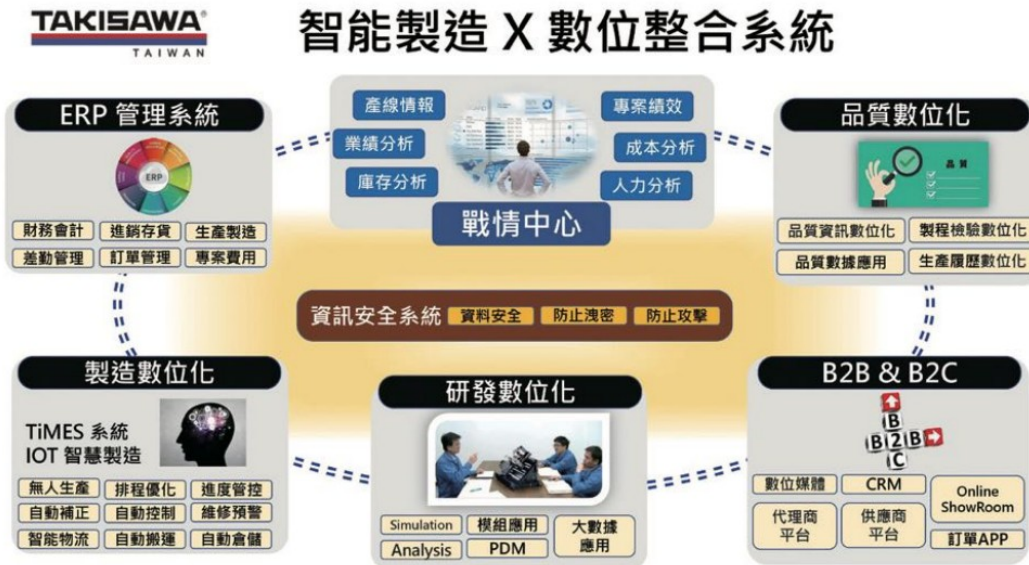 TAKISAWA®
TAIWAN
智能製造 X 數位整合系統
ERP 管理系統
ERP
財務會計 進銷存貨 生產製造
差勤管理 訂單管理 專案費用
產線情報 專案績效
業績分析 成本分析
庫存分析 人力分析
戰情中心
品質數位化
品質
品質資訊數位化 製程檢驗數位化
品質數據應用 生產履歷數位化
資訊安全系統 資料安全 防止洩密 防止攻擊
製造數位化
TiMES 系統
IOT 智慧製造
無人生產 排程優化 進度管控
自動補正 自動控制 維修預警
智能物流 自動搬運 自動倉儲
研發數位化
Simulation 模組應用 大數據
應用
Analysis PDM
B2B & B2C
B
B 2 B
C
數位媒體 CRM Online
ShowRoom
代理商
平台
供應商
平台
訂單APP